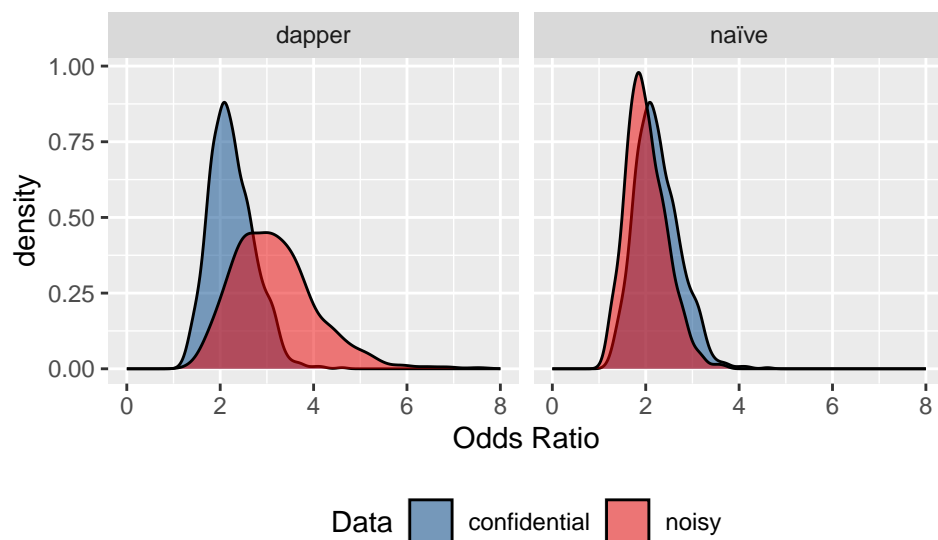 dapper naïve
1.00
0.75
0.50
0.25
0.00
density
0 2 4 6 8 0 2 4 6 8
Odds Ratio
Data confidential noisy